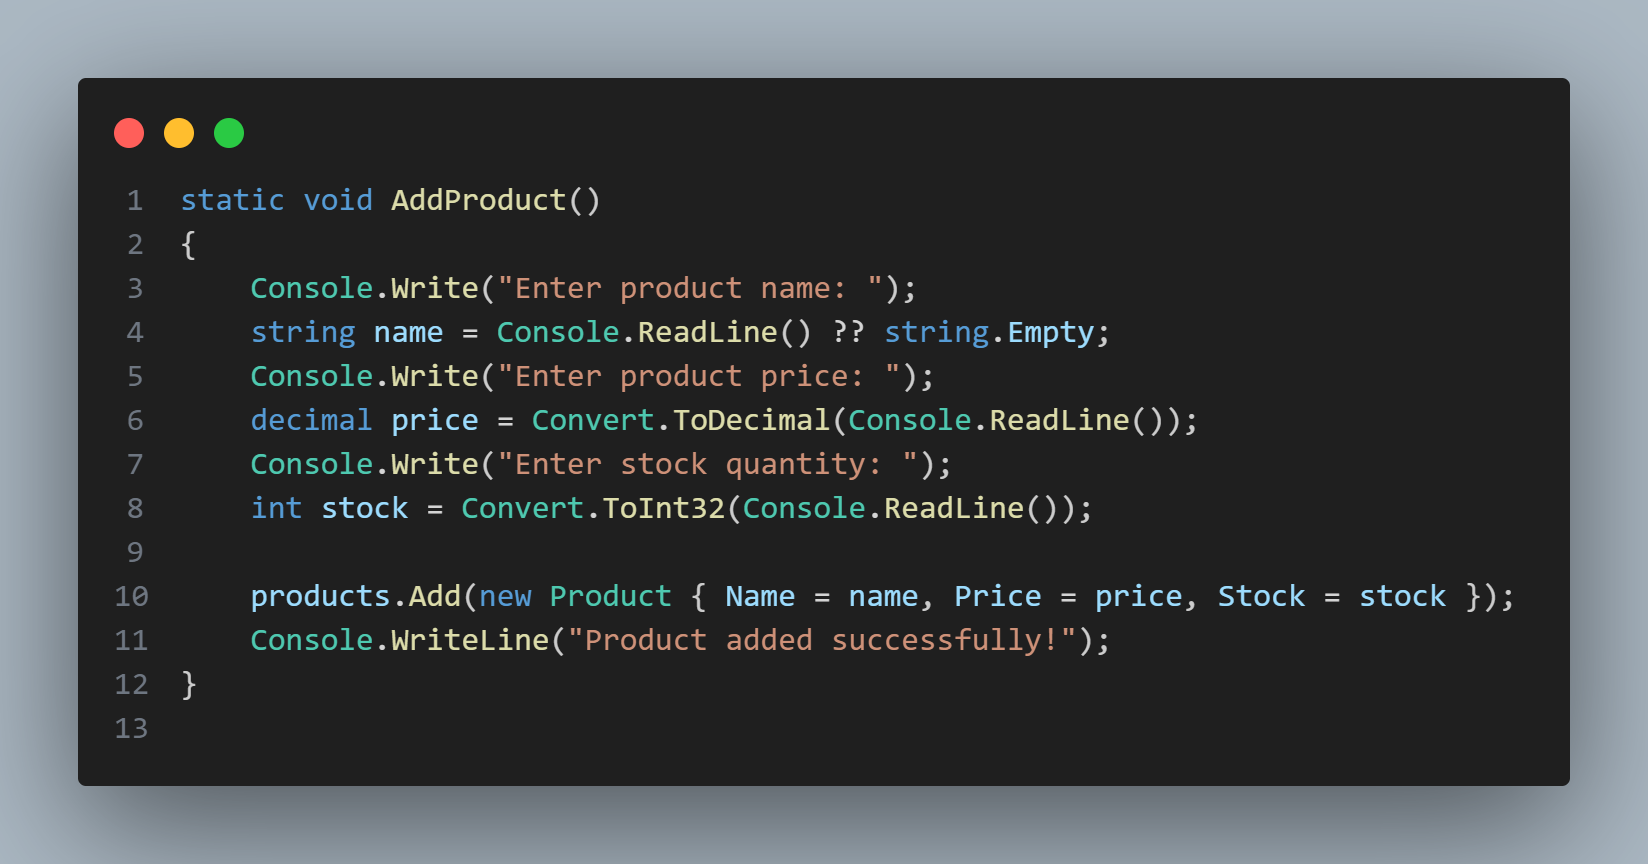 1 static void AddProduct()
2 {
3     Console.Write("Enter product name: ");
4     string name = Console.ReadLine() ?? string.Empty;
5     Console.Write("Enter product price: ");
6     decimal price = Convert.ToDecimal(Console.ReadLine());
7     Console.Write("Enter stock quantity: ");
8     int stock = Convert.ToInt32(Console.ReadLine());
9
10     products.Add(new Product { Name = name, Price = price, Stock = stock });
11     Console.WriteLine("Product added successfully!");
12 }
13